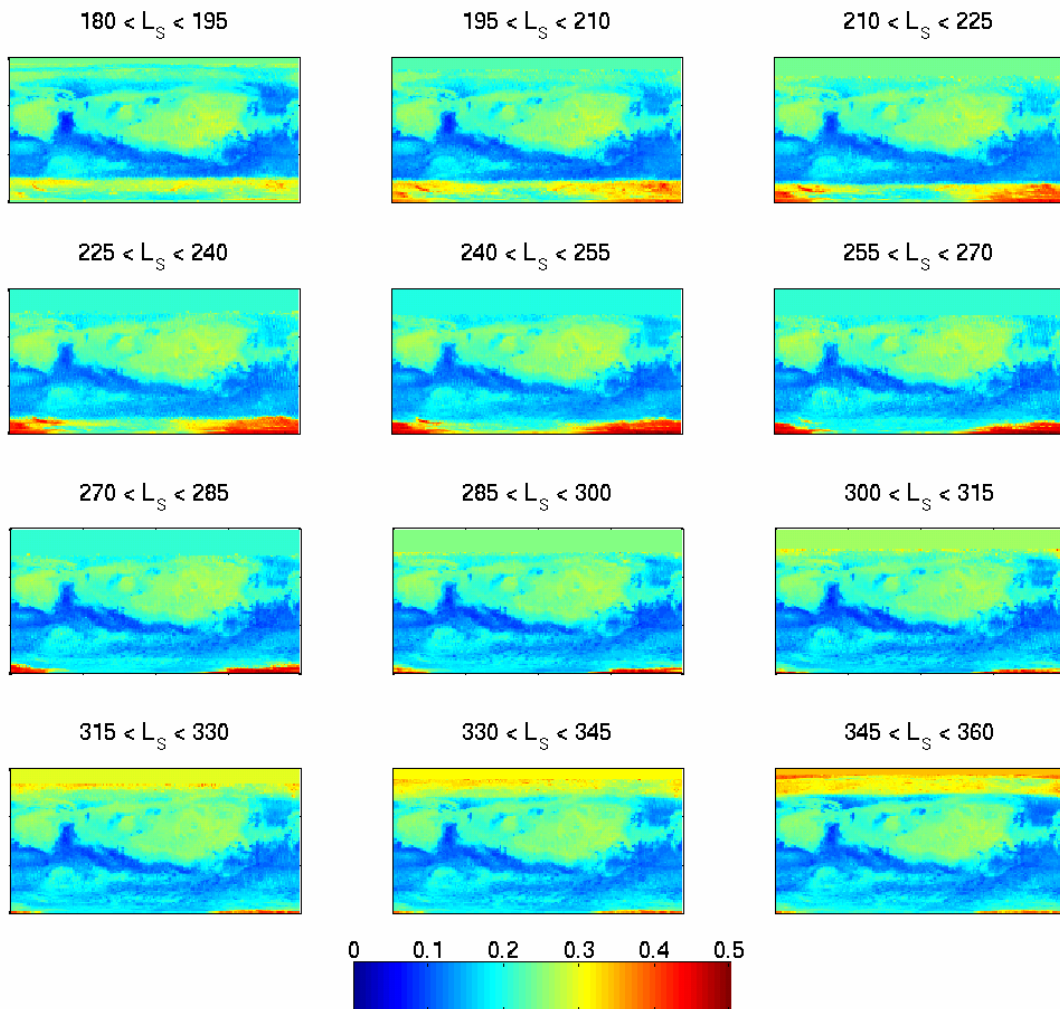 180 < L_S < 195 195 < L_S < 210 210 < L_S < 225
225 < L_S < 240 240 < L_S < 255 255 < L_S < 270
270 < L_S < 285 285 < L_S < 300 300 < L_S < 315
315 < L_S < 330 330 < L_S < 345 345 < L_S < 360
0 0.1 0.2 0.3 0.4 0.5